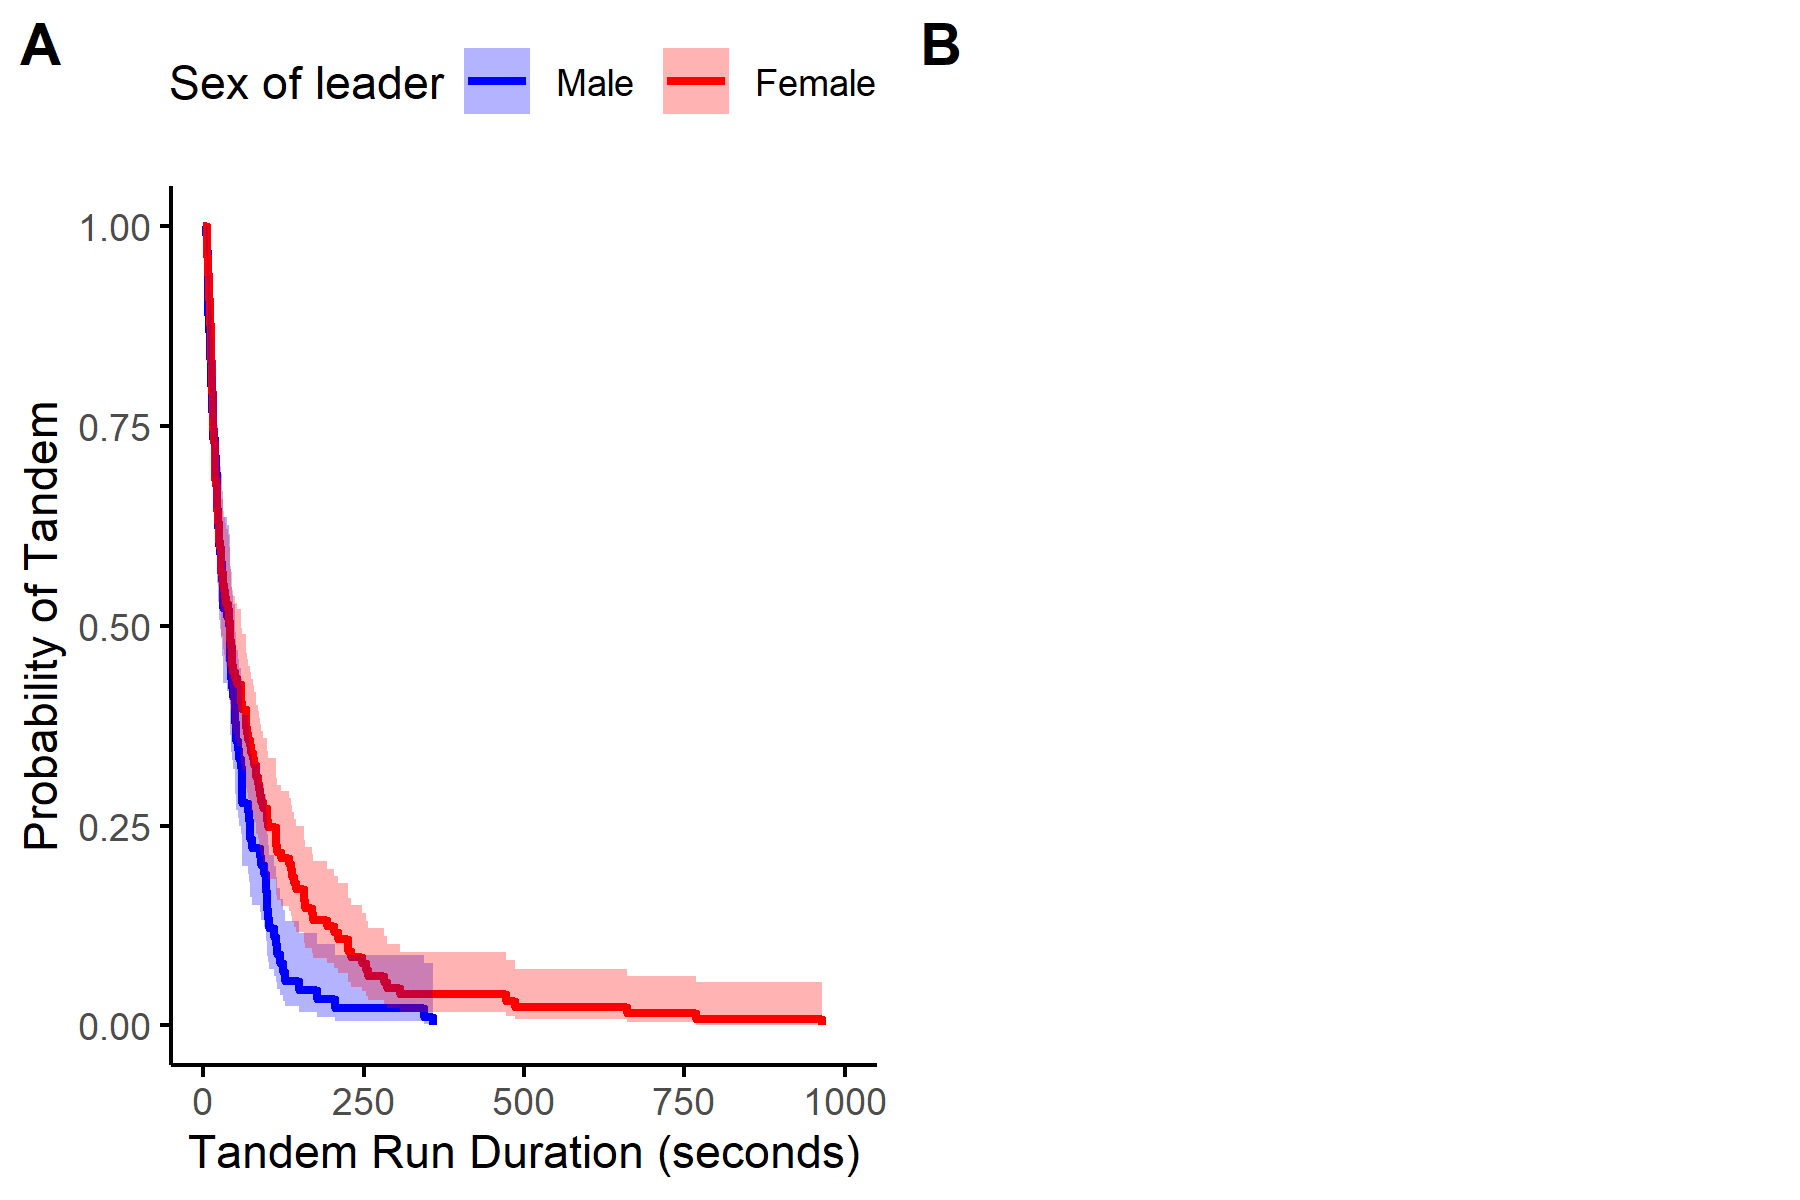 A
B
Sex of leader Male Female
Probability of Tandem
1.00
0.75
0.50
0.25
0.00
0 250 500 750 1000
Tandem Run Duration (seconds)